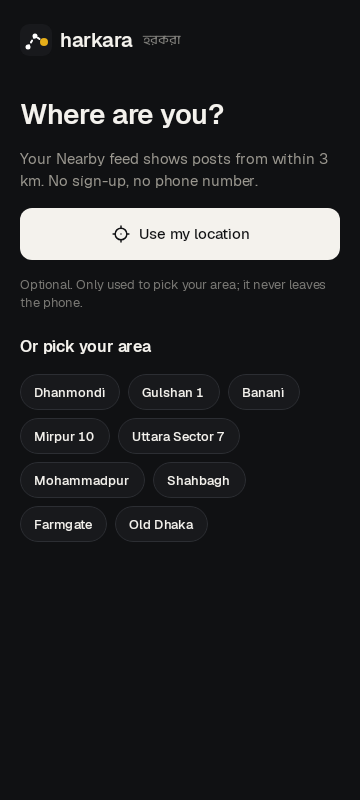 harkara হরকরা
Where are you?
Your Nearby feed shows posts from within 3
km. No sign-up, no phone number.
Use my location
Optional. Only used to pick your area; it never leaves
the phone.
Or pick your area
Dhanmondi Gulshan 1 Banani
Mirpur 10 Uttara Sector 7
Mohammadpur Shahbagh
Farmgate Old Dhaka